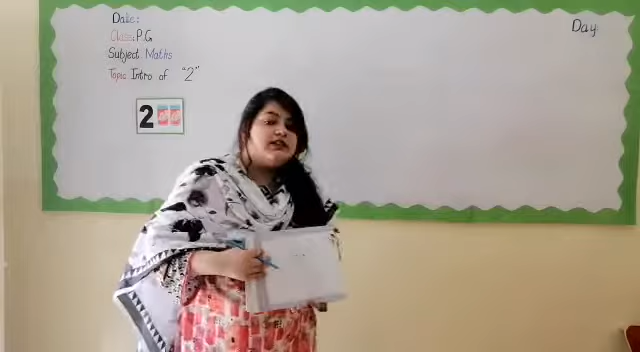 Date:
Day
Class: P.G
Subject Maths
Topic Intro of "2"
2